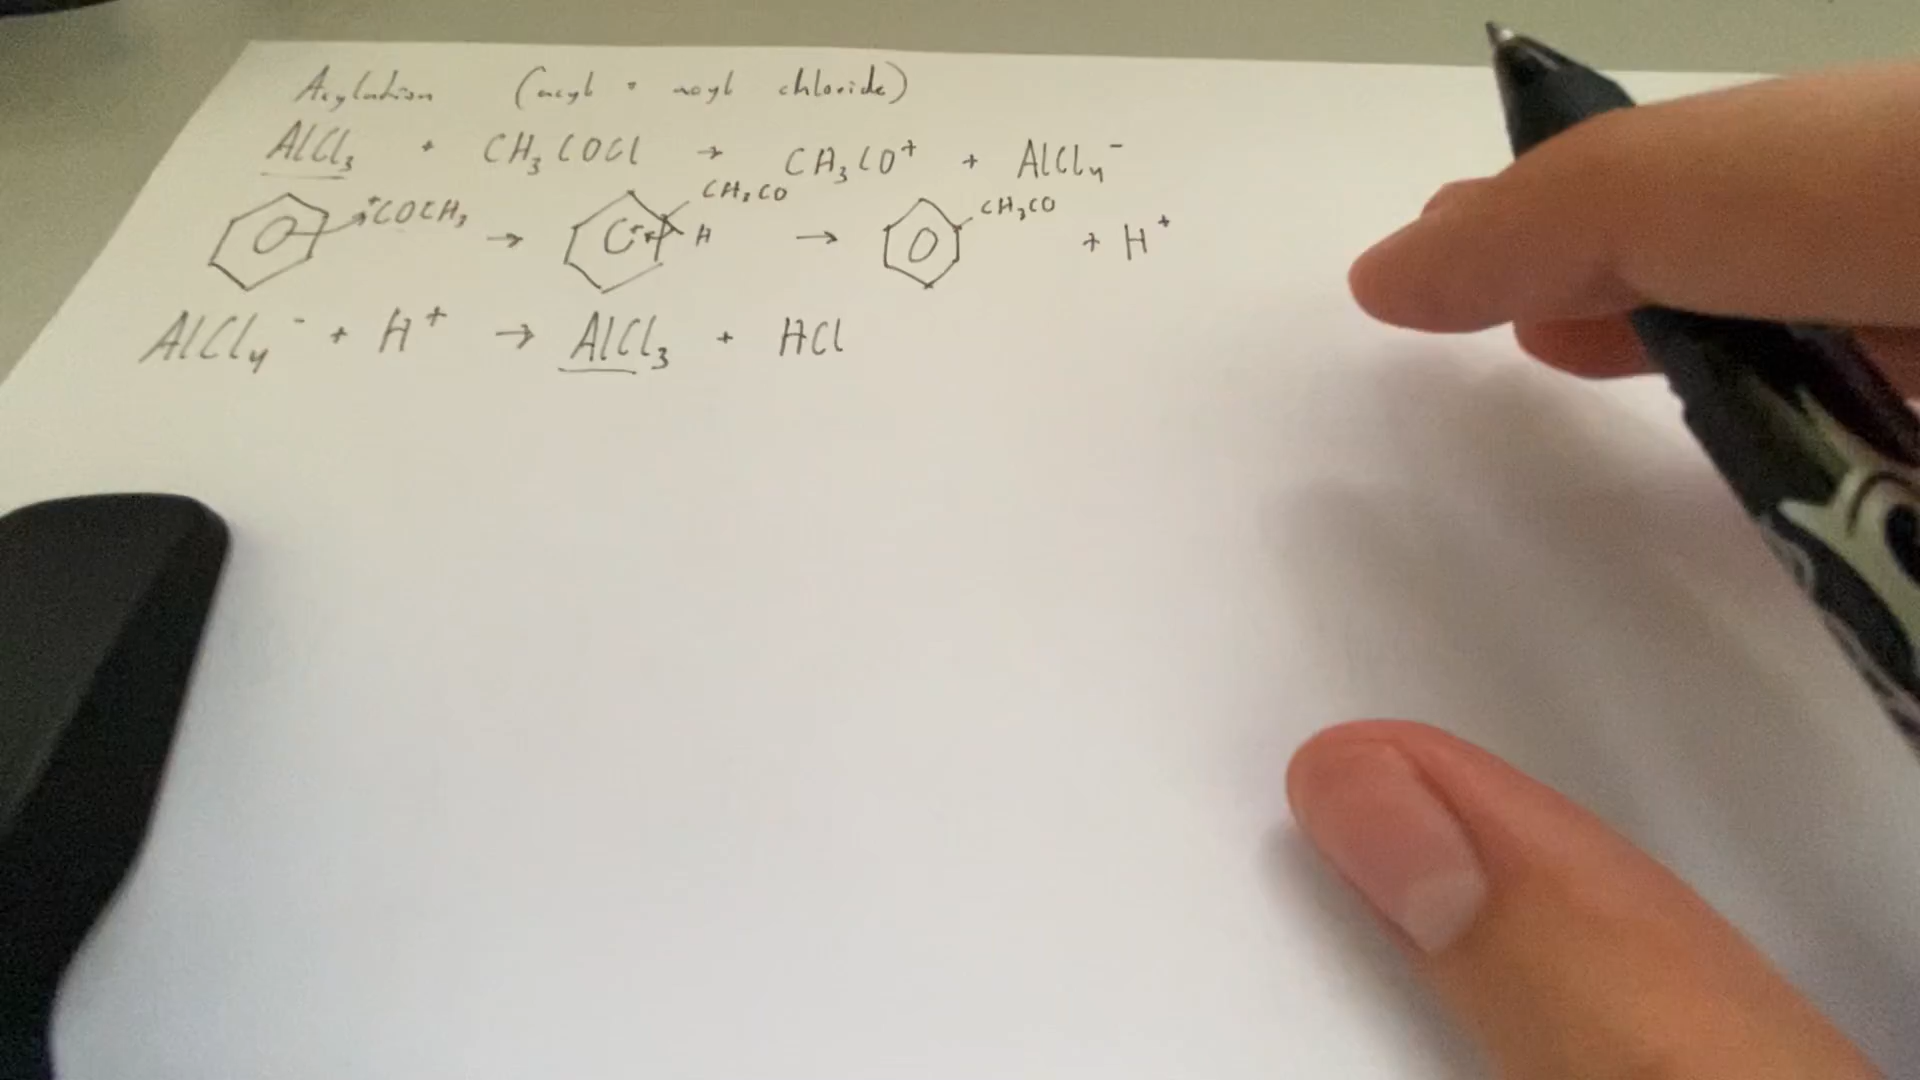 Acylation (acyl + acyl chloride)
AlCl₃ + CH₃COCl → CH₃CO⁺ + AlCl₄⁻
⁺COCH₃ → CH₃CO H → CH₃CO + H⁺
AlCl₄⁻ + H⁺ → AlCl₃ + HCl